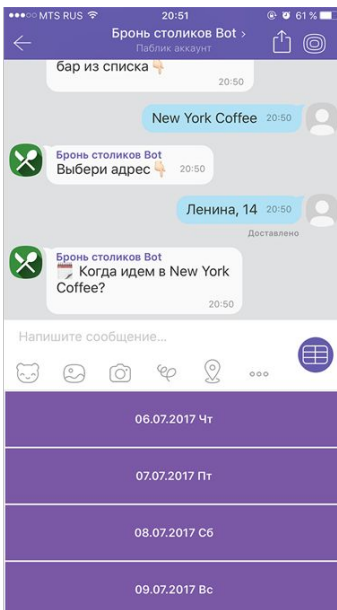 MTS RUS 20:51 61 %
Бронь столиков Bot ›
Паблик аккаунт
бар из списка
20:50
New York Coffee 20:50
Бронь столиков Bot
Выбери адрес 20:50
Ленина, 14 20:50
Доставлено
Бронь столиков Bot
Когда идем в New York
Coffee?
20:50
Напишите сообщение...
06.07.2017 Чт
07.07.2017 Пт
08.07.2017 Сб
09.07.2017 Вс